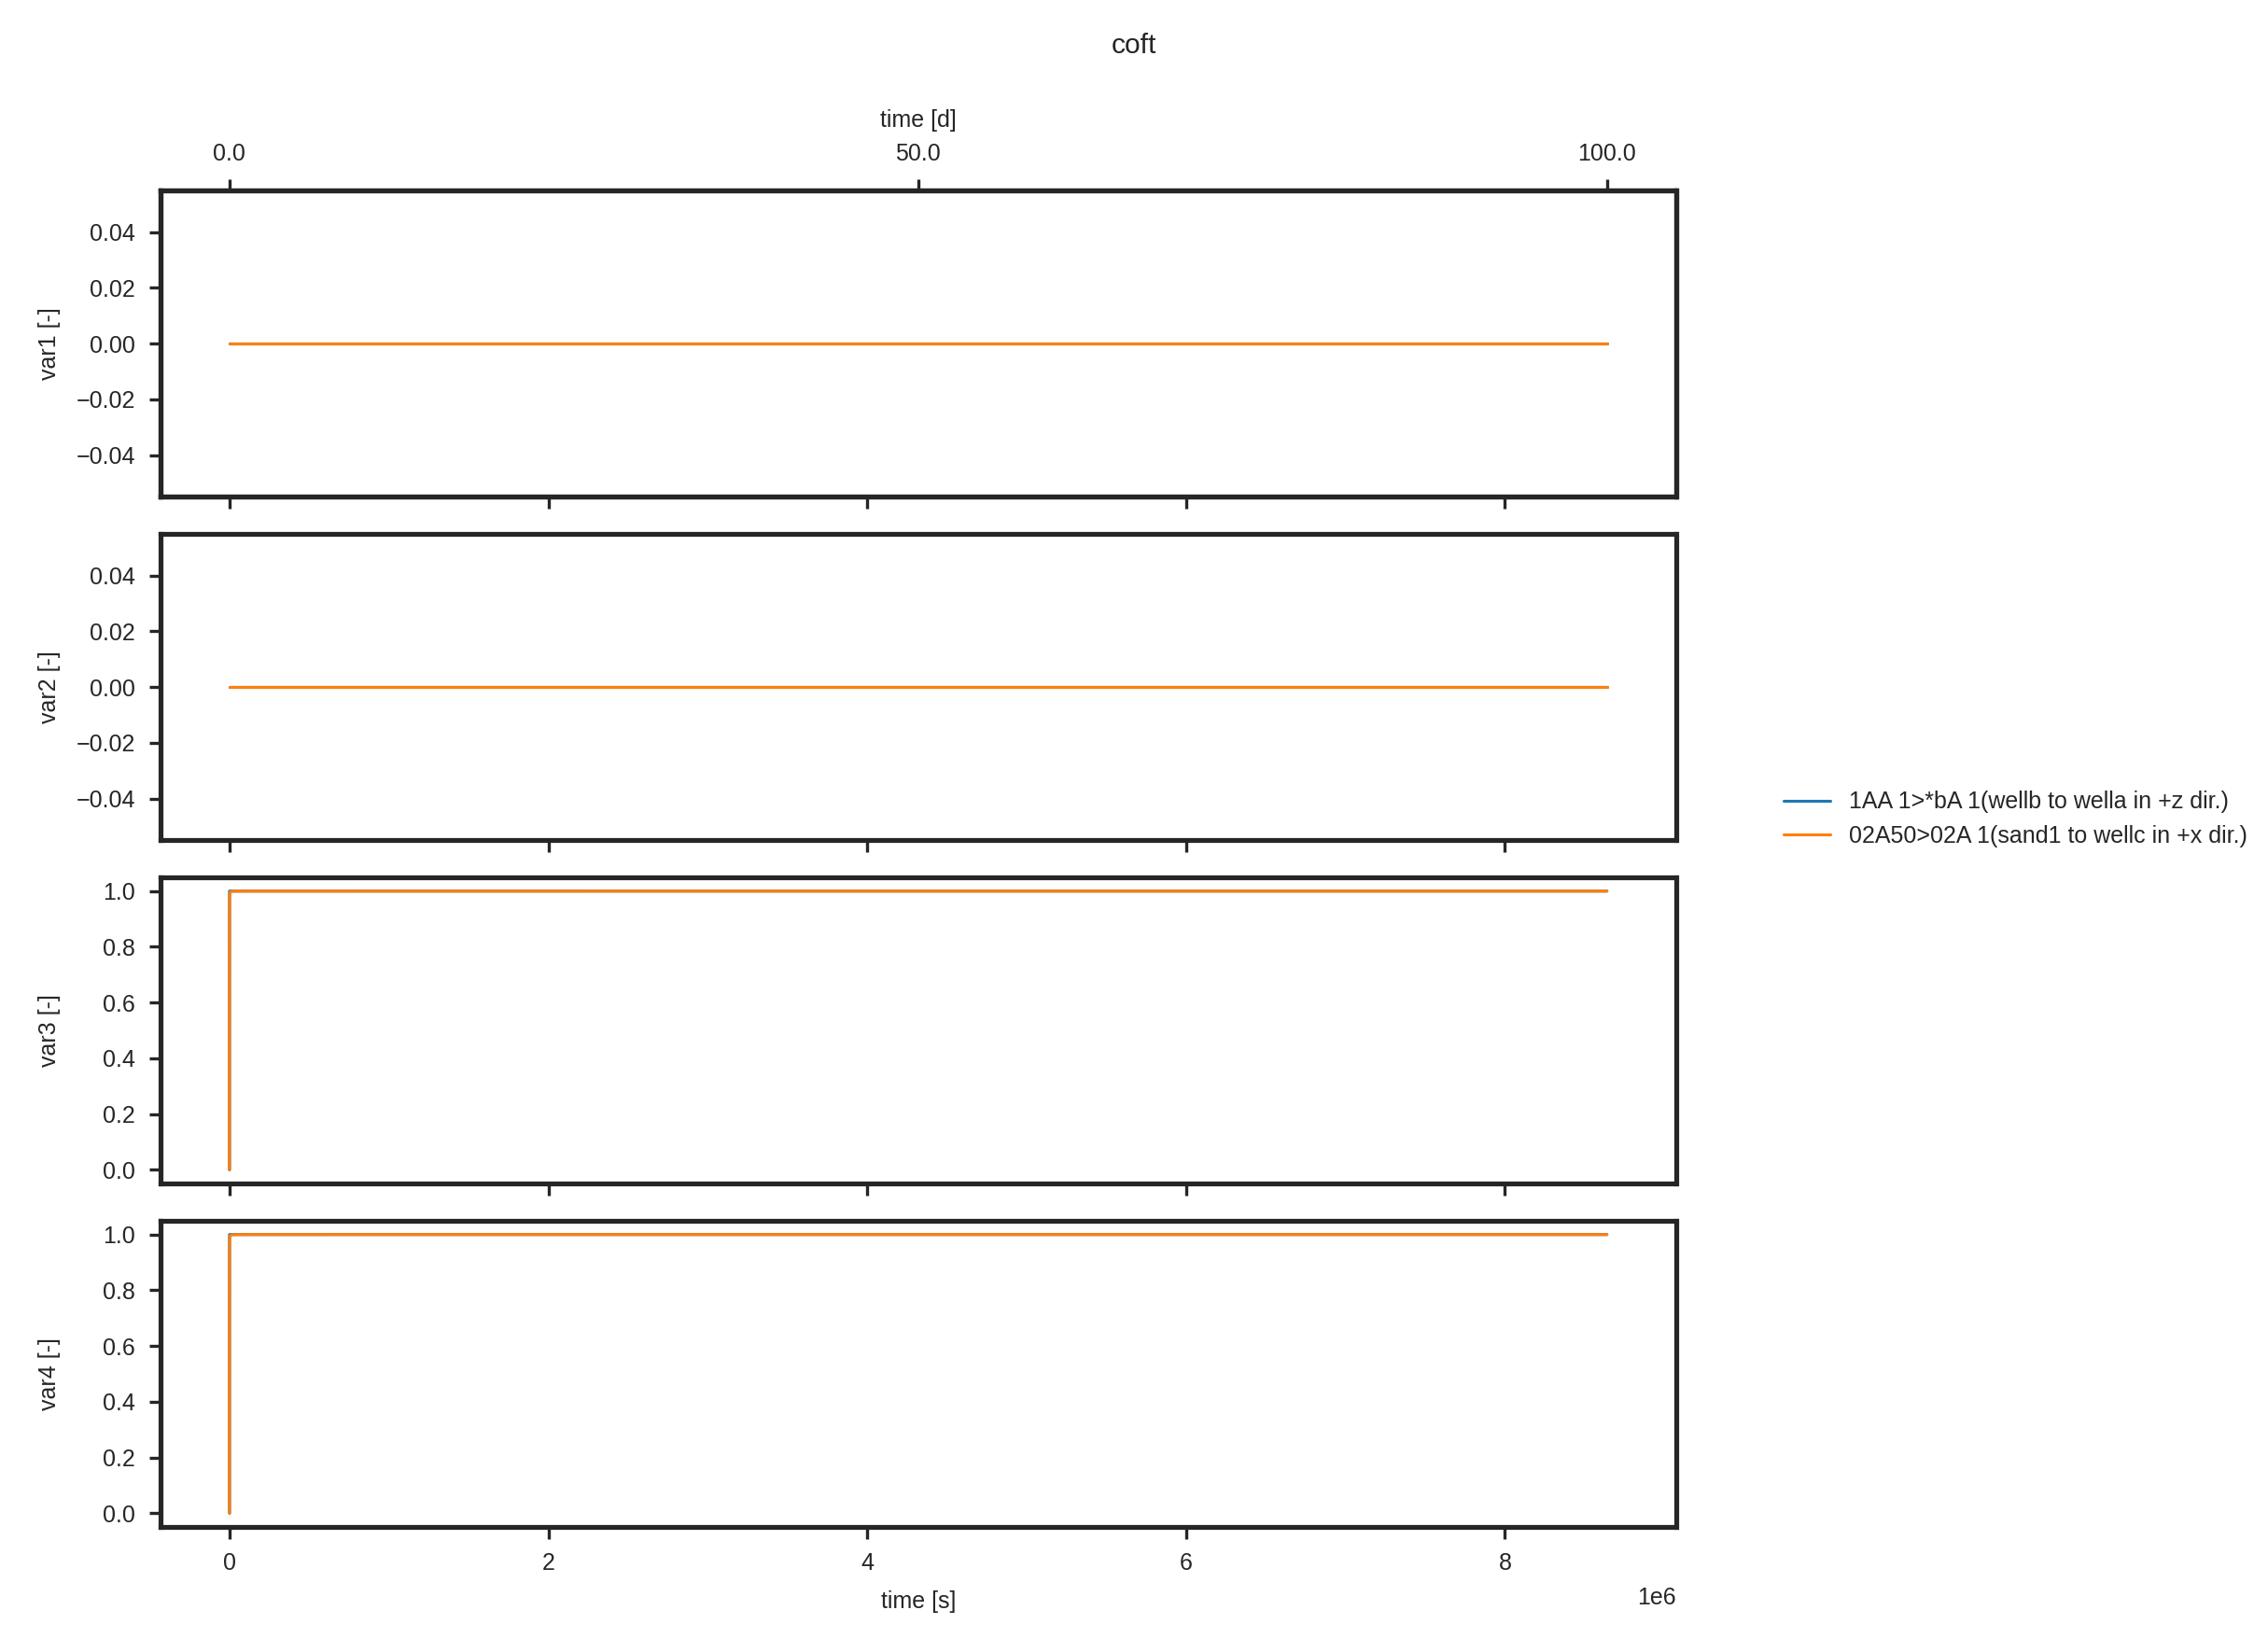 coft
time [d]
0.0 50.0 100.0
0.04
0.02
0.00
−0.02
−0.04
var1 [-]
0.04
0.02
0.00
−0.02
−0.04
var2 [-]
1AA 1>*bA 1(wellb to wella in +z dir.)
02A50>02A 1(sand1 to wellc in +x dir.)
1.0
0.8
0.6
0.4
0.2
0.0
var3 [-]
1.0
0.8
0.6
0.4
0.2
0.0
var4 [-]
0 2 4 6 8
time [s]
1e6